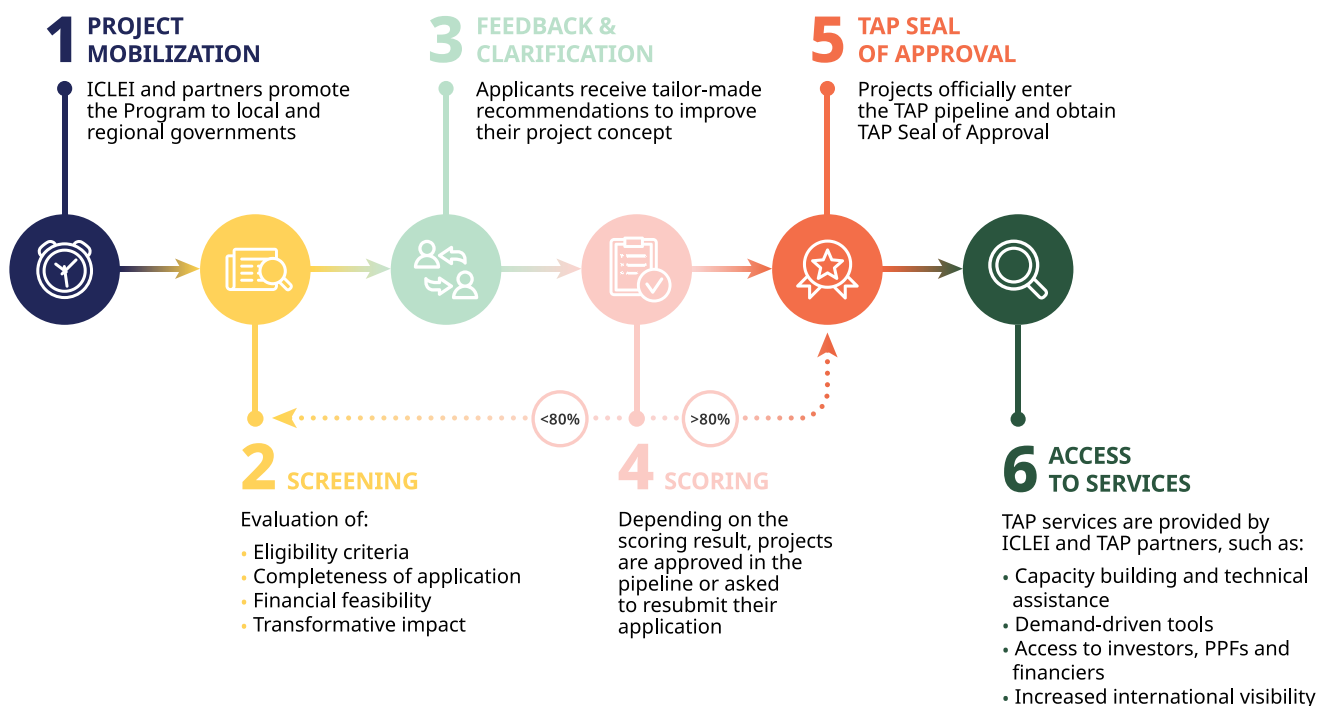 1 PROJECT
MOBILIZATION
ICLEI and partners promote
the Program to local and
regional governments
3 FEEDBACK &
CLARIFICATION
Applicants receive tailor-made
recommendations to improve
their project concept
5 TAP SEAL
OF APPROVAL
Projects officially enter
the TAP pipeline and obtain
TAP Seal of Approval
<80%
>80%
2 SCREENING
Evaluation of:
• Eligibility criteria
• Completeness of application
• Financial feasibility
• Transformative impact
4 SCORING
Depending on the
scoring result, projects
are approved in the
pipeline or asked
to resubmit their
application
6 ACCESS
TO SERVICES
TAP services are provided by
ICLEI and TAP partners, such as:
• Capacity building and technical
assistance
• Demand-driven tools
• Access to investors, PPFs and
financiers
• Increased international visibility